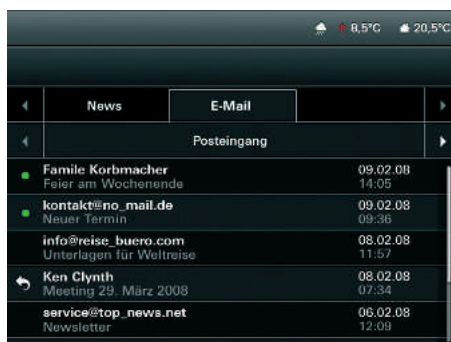 8,5°C 20,5°C
News E-Mail
Posteingang
Famile Korbmacher 09.02.08
Feier am Wochenende 14:05
kontakt@no_mail.de 09.02.08
Neuer Termin 09:36
info@reise_buero.com 08.02.08
Unterlagen für Weltreise 11:57
Ken Clynth 08.02.08
Meeting 29. März 2008 07:34
service@top_news.net 06.02.08
Newsletter 12:09